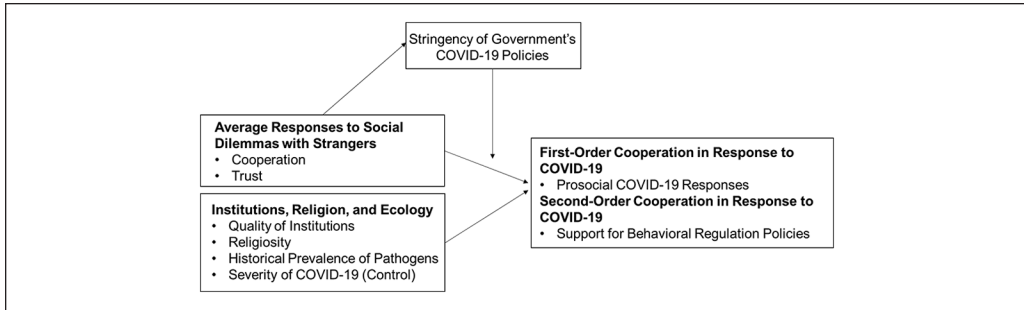 Stringency of Government's
COVID-19 Policies
Average Responses to Social
Dilemmas with Strangers
• Cooperation
• Trust
Institutions, Religion, and Ecology
• Quality of Institutions
• Religiosity
• Historical Prevalence of Pathogens
• Severity of COVID-19 (Control)
First-Order Cooperation in Response to
COVID-19
• Prosocial COVID-19 Responses
Second-Order Cooperation in Response to
COVID-19
• Support for Behavioral Regulation Policies